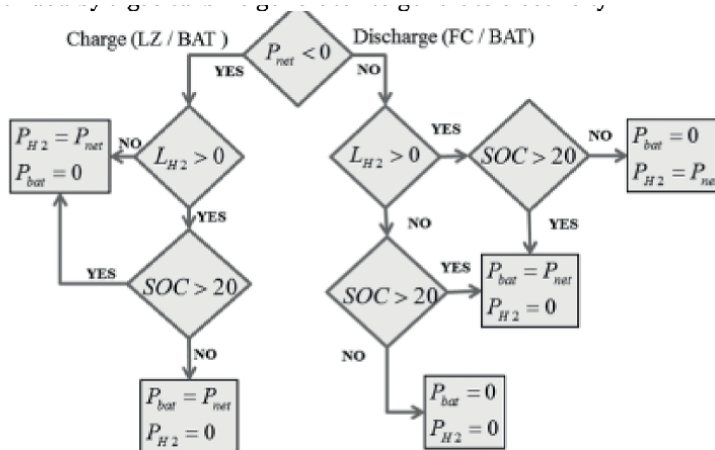 Charge (LZ / BAT )
Discharge (FC / BAT)
P_net < 0
YES
NO
L_H2 > 0
L_H2 > 0
YES
SOC > 20
NO
P_bat = 0
P_H2 = P_ne
P_H2 = P_net
P_bat = 0
NO
YES
NO
YES
YES
SOC > 20
SOC > 20
YES
P_bat = P_net
P_H2 = 0
NO
NO
P_bat = P_net
P_H2 = 0
P_bat = 0
P_H2 = 0